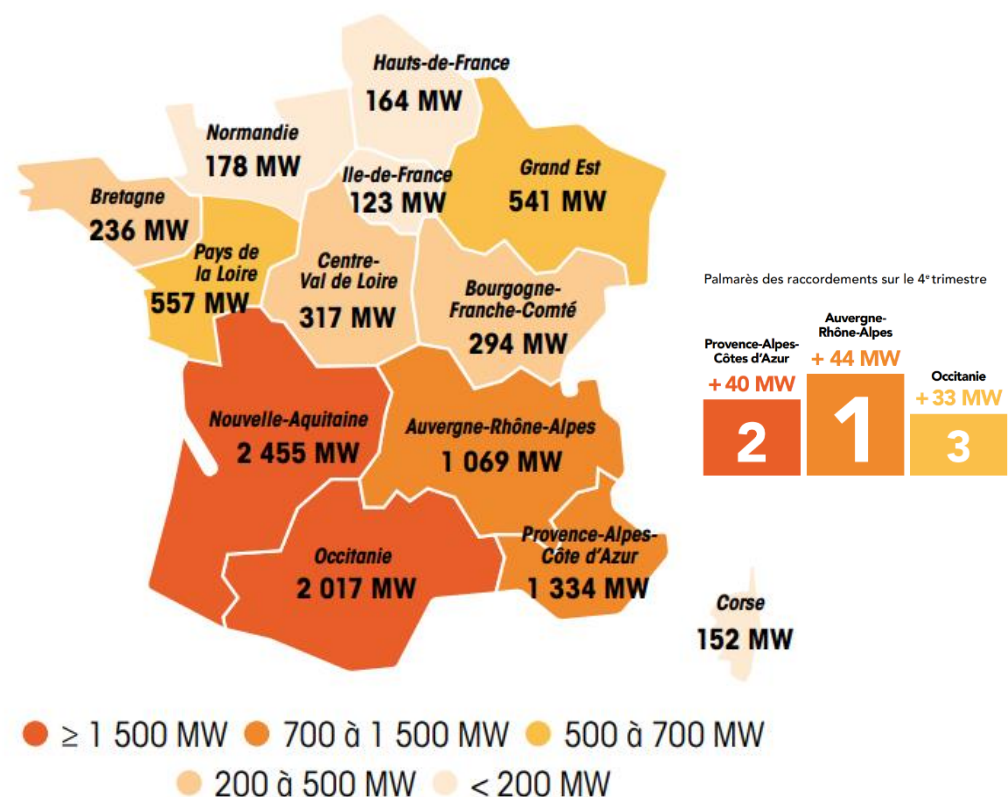 Hauts-de-France
164 MW
Normandie
178 MW
Ile-de-France
123 MW
Grand Est
541 MW
Bretagne
236 MW
Pays de
la Loire
557 MW
Centre-
Val de Loire
317 MW
Bourgogne-
Franche-Comté
294 MW
Nouvelle-Aquitaine
2 455 MW
Auvergne-Rhône-Alpes
1 069 MW
Occitanie
2 017 MW
Provence-Alpes-
Côte d'Azur
1 334 MW
Corse
152 MW
Palmarès des raccordements sur le 4e trimestre
Provence-Alpes-
Côtes d'Azur
+ 40 MW
2
Auvergne-
Rhône-Alpes
+ 44 MW
1
Occitanie
+ 33 MW
3
≥ 1 500 MW
700 à 1 500 MW
500 à 700 MW
200 à 500 MW
< 200 MW